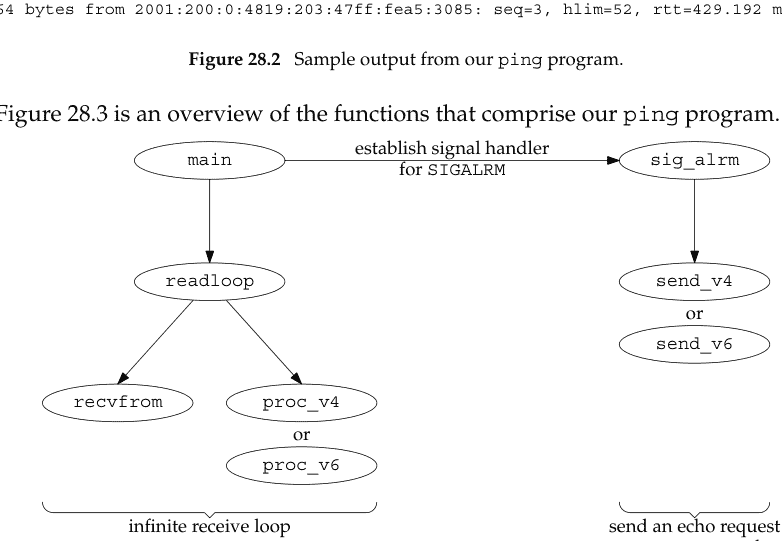 64 bytes from 2001:200:0:4819:203:47ff:fea5:3085: seq=3, hlim=52, rtt=429.192 m
Figure 28.2 Sample output from our ping program.
Figure 28.3 is an overview of the functions that comprise our ping program.
main
establish signal handler
for SIGALRM
sig_alrm
readloop
send_v4
or
send_v6
recvfrom
proc_v4
or
proc_v6
infinite receive loop
send an echo request